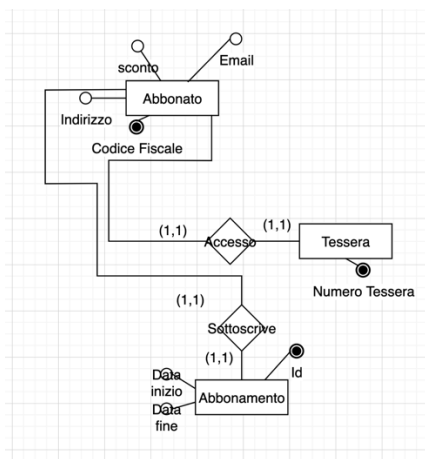 Email
sconto
Abbonato
Indirizzo
Codice Fiscale
(1,1)
(1,1)
Accesso
Tessera
Numero Tessera
(1,1)
Sottoscrive
(1,1)
Data
inizio
Id
Abbonamento
Data
fine